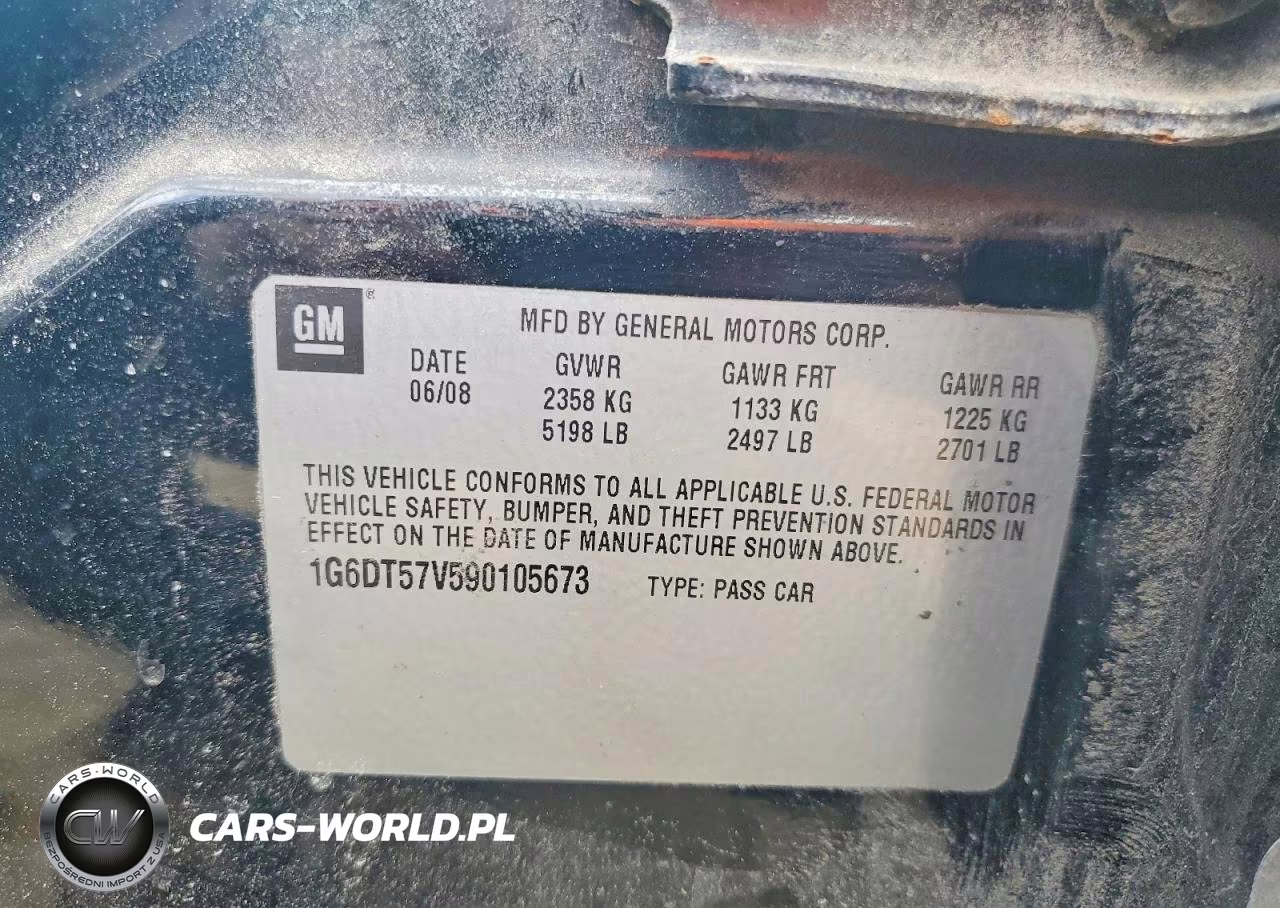 GM
MFD BY GENERAL MOTORS CORP.
DATE GVWR GAWR FRT GAWR RR
06/08 2358 KG 1133 KG 1225 KG
5198 LB 2497 LB 2701 LB
THIS VEHICLE CONFORMS TO ALL APPLICABLE U.S. FEDERAL MOTOR
VEHICLE SAFETY, BUMPER, AND THEFT PREVENTION STANDARDS IN
EFFECT ON THE DATE OF MANUFACTURE SHOWN ABOVE.
1G6DT57V590105673 TYPE: PASS CAR
CARS-WORLD
CW
BEZPOŚREDNI IMPORT Z USA
CARS-WORLD.PL